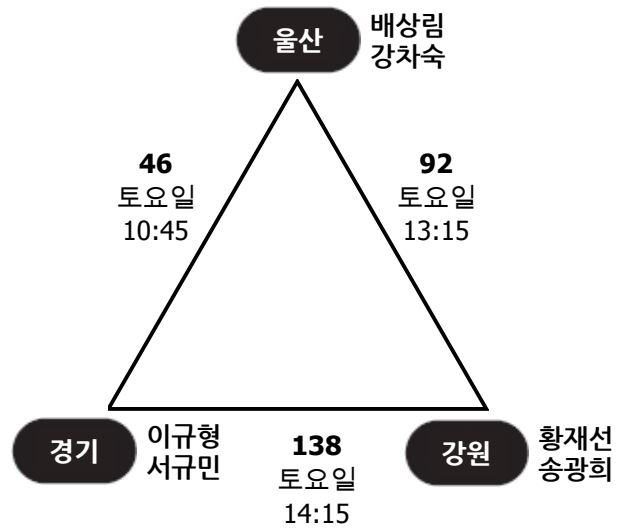 울산
배상림
강차숙
46
토요일
10:45
92
토요일
13:15
경기
이규형
서규민
138
토요일
14:15
강원
황재선
송광희